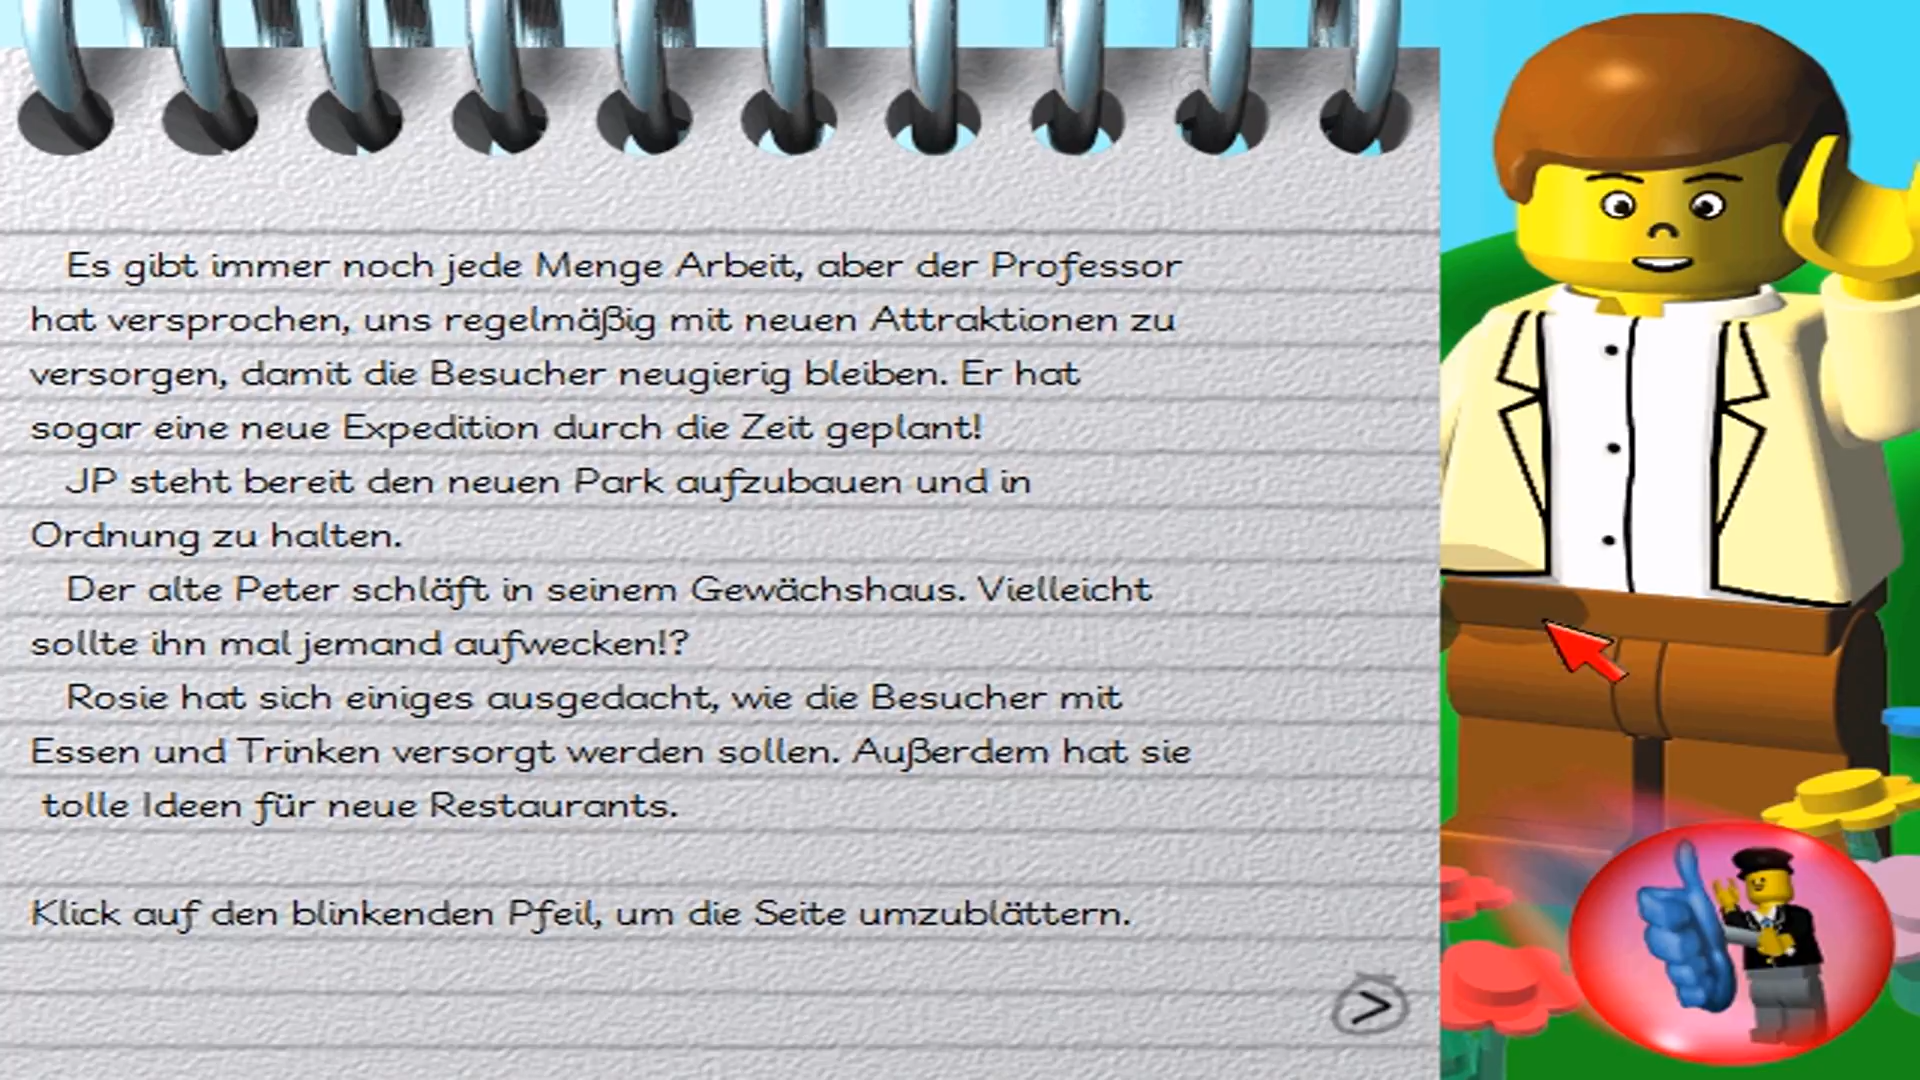 Es gibt immer noch jede Menge Arbeit, aber der Professor
hat versprochen, uns regelmäßig mit neuen Attraktionen zu
versorgen, damit die Besucher neugierig bleiben. Er hat
sogar eine neue Expedition durch die Zeit geplant!
JP steht bereit den neuen Park aufzubauen und in
Ordnung zu halten.
Der alte Peter schläft in seinem Gewächshaus. Vielleicht
sollte ihn mal jemand aufwecken!?
Rosie hat sich einiges ausgedacht, wie die Besucher mit
Essen und Trinken versorgt werden sollen. Außerdem hat sie
tolle Ideen für neue Restaurants.
Klick auf den blinkenden Pfeil, um die Seite umzublättern.
>